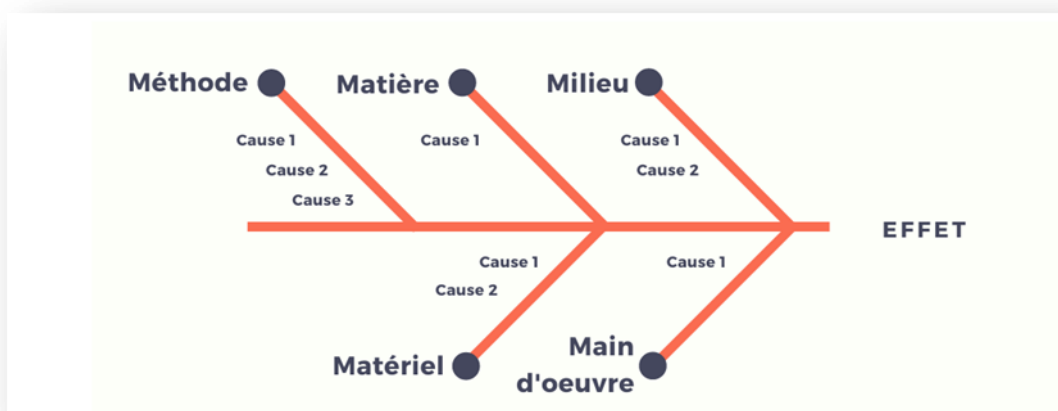 Méthode
Matière
Milieu
Cause 1
Cause 1
Cause 1
Cause 2
Cause 2
Cause 3
EFFET
Cause 1
Cause 1
Cause 2
Matériel
Main
d'oeuvre